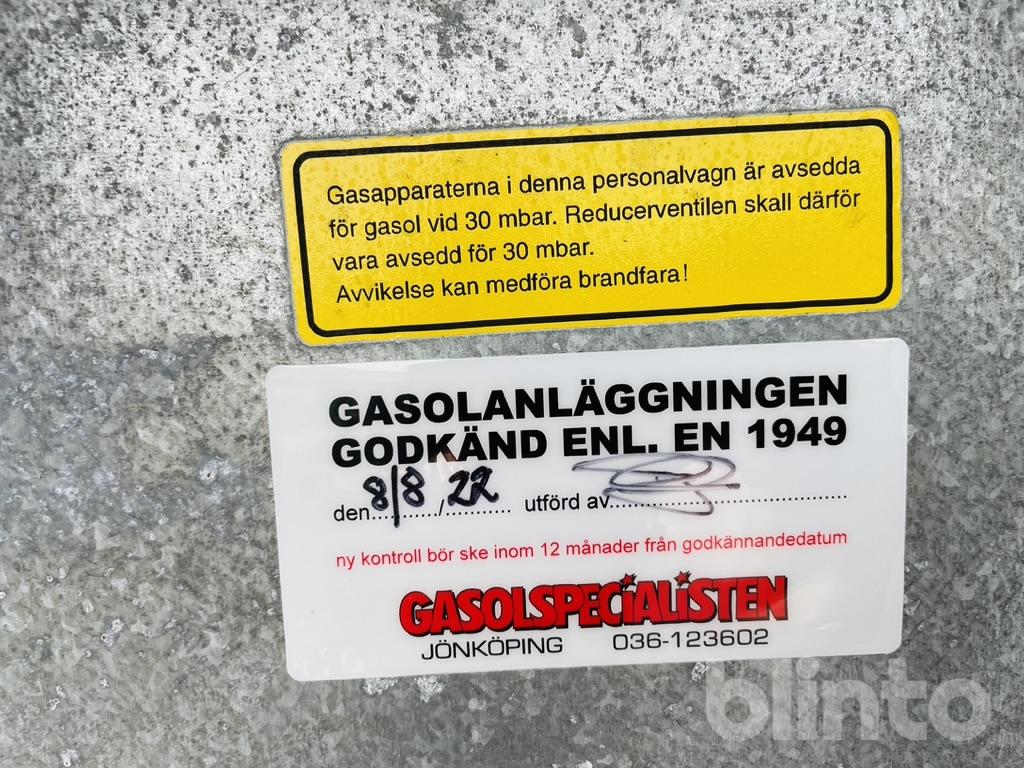 Gasapparaterna i denna personalvagn är avsedda
för gasol vid 30 mbar. Reducerventilen skall därför
vara avsedd för 30 mbar.
Avvikelse kan medföra brandfara!
GASOLANLÄGGNINGEN
GODKÄND ENL. EN 1949
den 8/8 / 22 utförd av
ny kontroll bör ske inom 12 månader från godkännandedatum
GASOLSPECiALiSTEN
JÖNKÖPING 036-123602
blinto